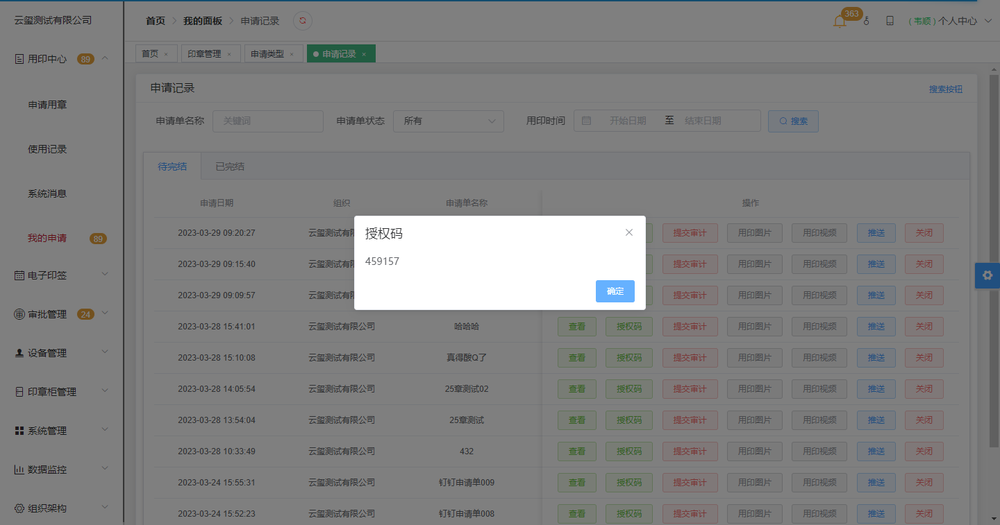 云玺测试有限公司
首页 我的面板 申请记录
363
( 韦顺 ) 个人中心
首页 × 印章管理 × 申请类型 × 申请记录 ×
用印中心 89
申请用章
使用记录
系统消息
我的申请 89
电子印签
审批管理 24
设备管理
印章柜管理
系统管理
数据监控
组织架构
申请记录
搜索按钮
申请单名称 关键词 申请单状态 所有 用印时间 开始日期 至 结束日期 搜索
待完结 已完结
申请日期 组织 申请单名称 操作
2023-03-29 09:20:27 云玺测试有 提交审计 用印图片 用印视频 推送 关闭
2023-03-29 09:15:40 云玺测试有 提交审计 用印图片 用印视频 推送 关闭
2023-03-29 09:09:57 云玺测试有 提交审计 用印图片 用印视频 推送 关闭
2023-03-28 15:41:01 云玺测试有限公司 哈哈哈 查看 授权码 提交审计 用印图片 用印视频 推送 关闭
2023-03-28 15:10:08 云玺测试有限公司 真得酸Q了 查看 授权码 提交审计 用印图片 用印视频 推送 关闭
2023-03-28 14:05:54 云玺测试有限公司 25章测试02 查看 授权码 提交审计 用印图片 用印视频 推送 关闭
2023-03-28 13:54:04 云玺测试有限公司 25章测试 查看 授权码 提交审计 用印图片 用印视频 推送 关闭
2023-03-28 10:33:49 云玺测试有限公司 432 查看 授权码 提交审计 用印图片 用印视频 推送 关闭
2023-03-24 15:55:31 云玺测试有限公司 钉钉申请单009 查看 授权码 提交审计 用印图片 用印视频 推送 关闭
2023-03-24 15:52:23 云玺测试有限公司 钉钉申请单008 查看 授权码 提交审计 用印图片 用印视频 推送 关闭
授权码
459157
确定